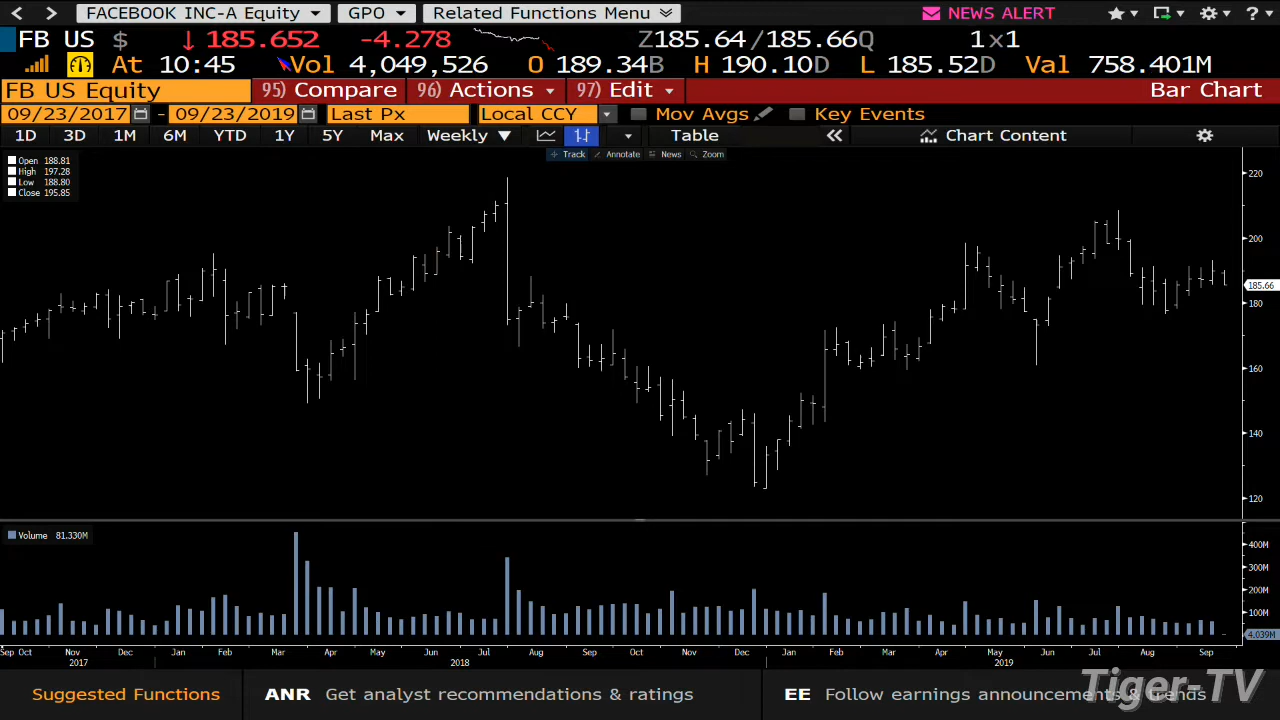 FACEBOOK INC-A Equity GPO Related Functions Menu NEWS ALERT ?
FB US $ ↓ 185.652 -4.278 Z185.64/185.66Q 1x1
At 10:45 Vol 4,049,526 O 189.34B H 190.10D L 185.52D Val 758.401M
FB US Equity 95) Compare 96) Actions 97) Edit Bar Chart
09/23/2017 - 09/23/2019 Last Px Local CCY Mov Avgs Key Events
1D 3D 1M 6M YTD 1Y 5Y Max Weekly ▼ Table « Chart Content
Track Annotate News Zoom
Open 188.81
High 197.28
Low 188.80
Close 195.85
220
200
185.66
180
160
140
120
Volume 81.330M
400M
300M
200M
100M
4.039M
Sep Oct Nov Dec Jan Feb Mar Apr May Jun Jul Aug Sep Oct Nov Dec Jan Feb Mar Apr May Jun Jul Aug Sep
2017 2018 2019
Suggested Functions ANR Get analyst recommendations & ratings EE Follow earnings announcements & trends
Tiger-TV